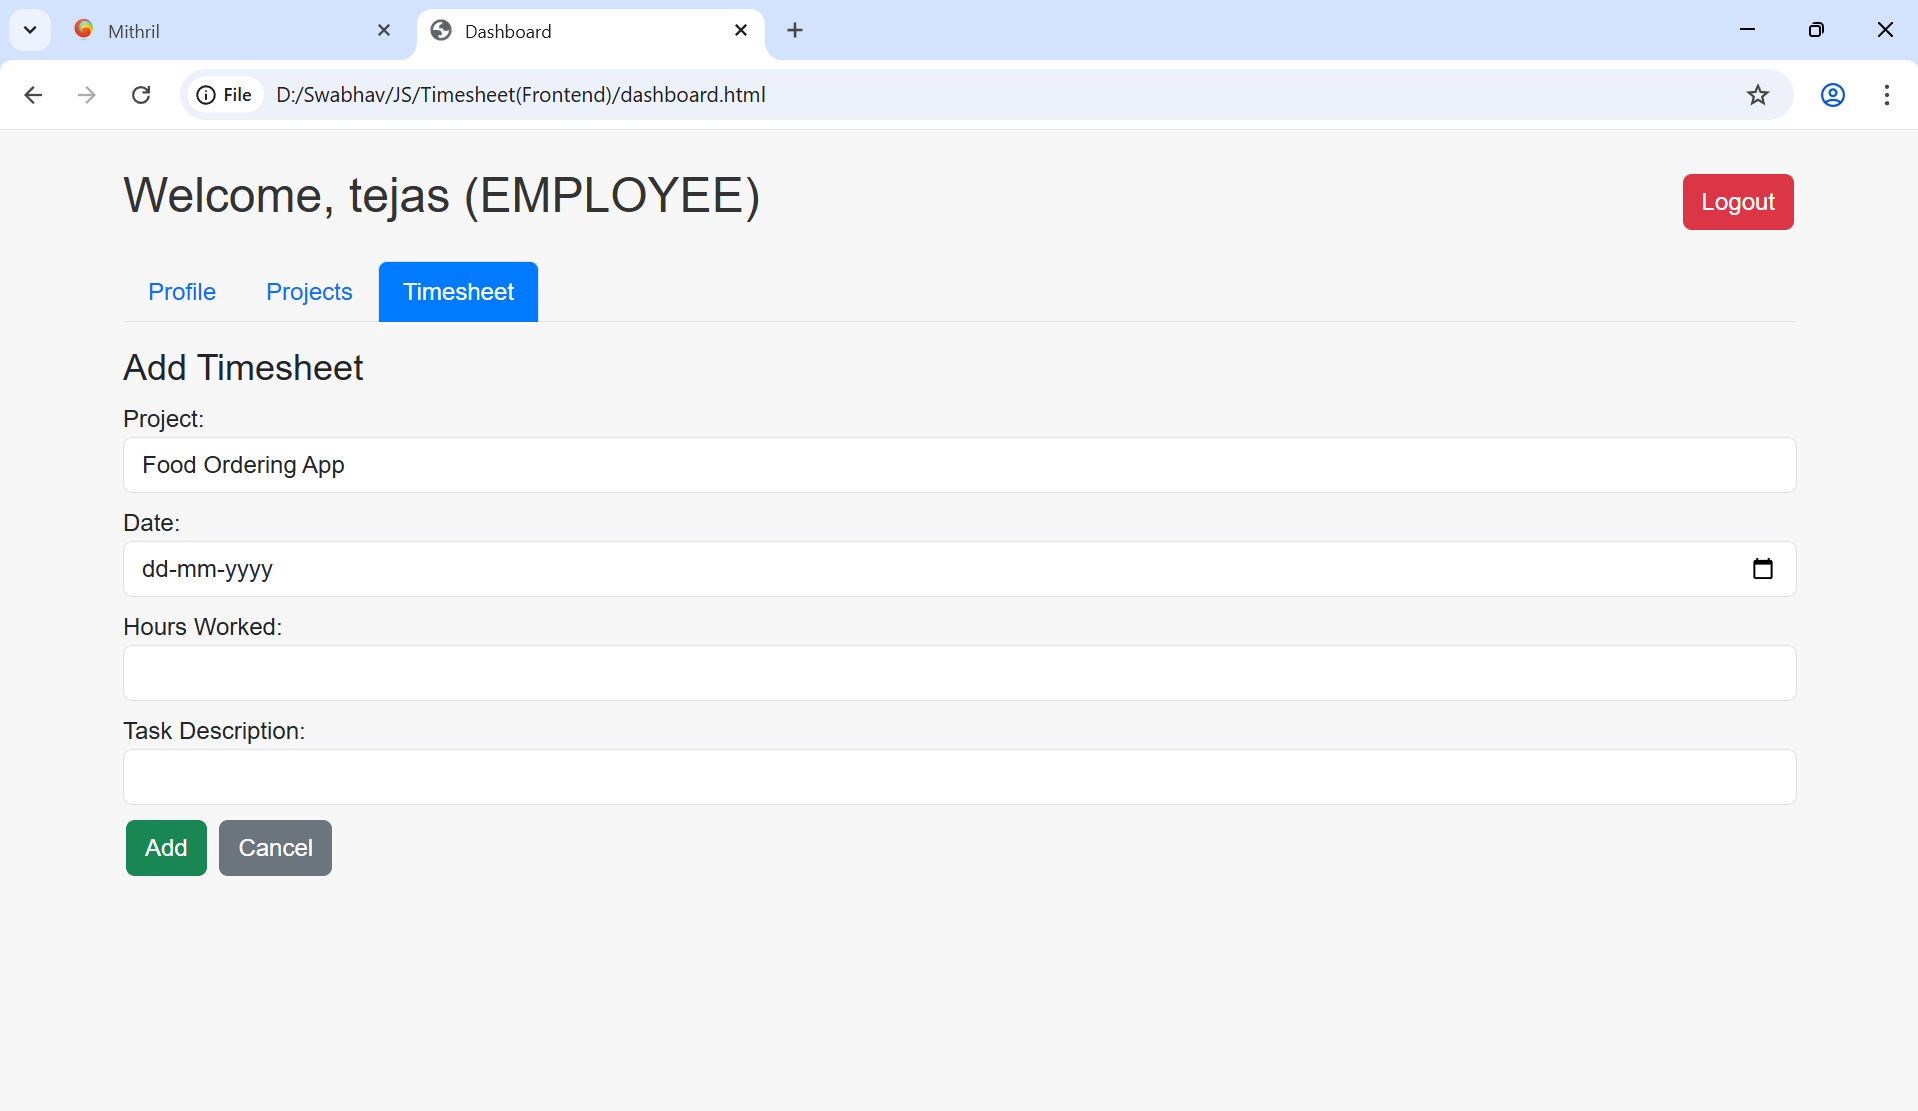 Mithril
Dashboard
File D:/Swabhav/JS/Timesheet(Frontend)/dashboard.html
Welcome, tejas (EMPLOYEE)
Logout
Profile Projects Timesheet
Add Timesheet
Project:
Food Ordering App
Date:
dd-mm-yyyy
Hours Worked:
Task Description:
Add Cancel